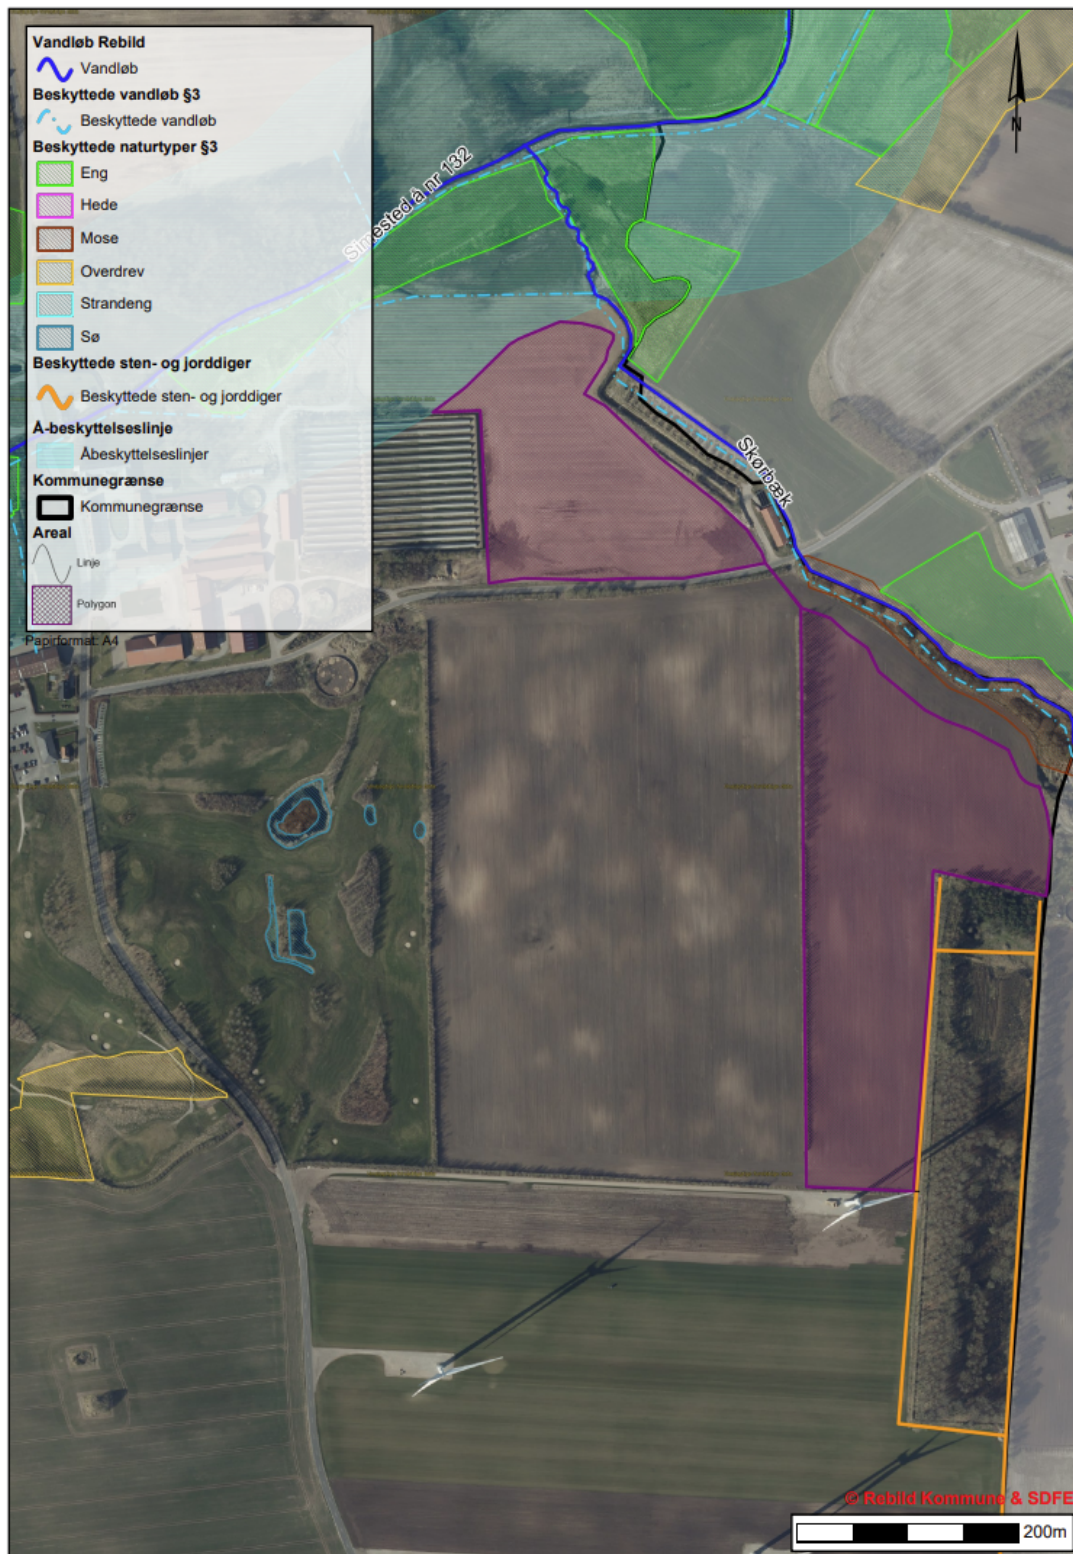 Vandløb Rebild
Vandløb
Beskyttede vandløb §3
Beskyttede vandløb
Beskyttede naturtyper §3
Eng
Hede
Mose
Overdrev
Strandeng
Sø
Beskyttede sten- og jorddiger
Beskyttede sten- og jorddiger
Å-beskyttelseslinje
Åbeskyttelseslinjer
Kommunegrænse
Kommunegrænse
Areal
Linje
Polygon
Papirformat: A4
N
Simested å nr 132
Skørbæk
© Rebild Kommune & SDFE
200m